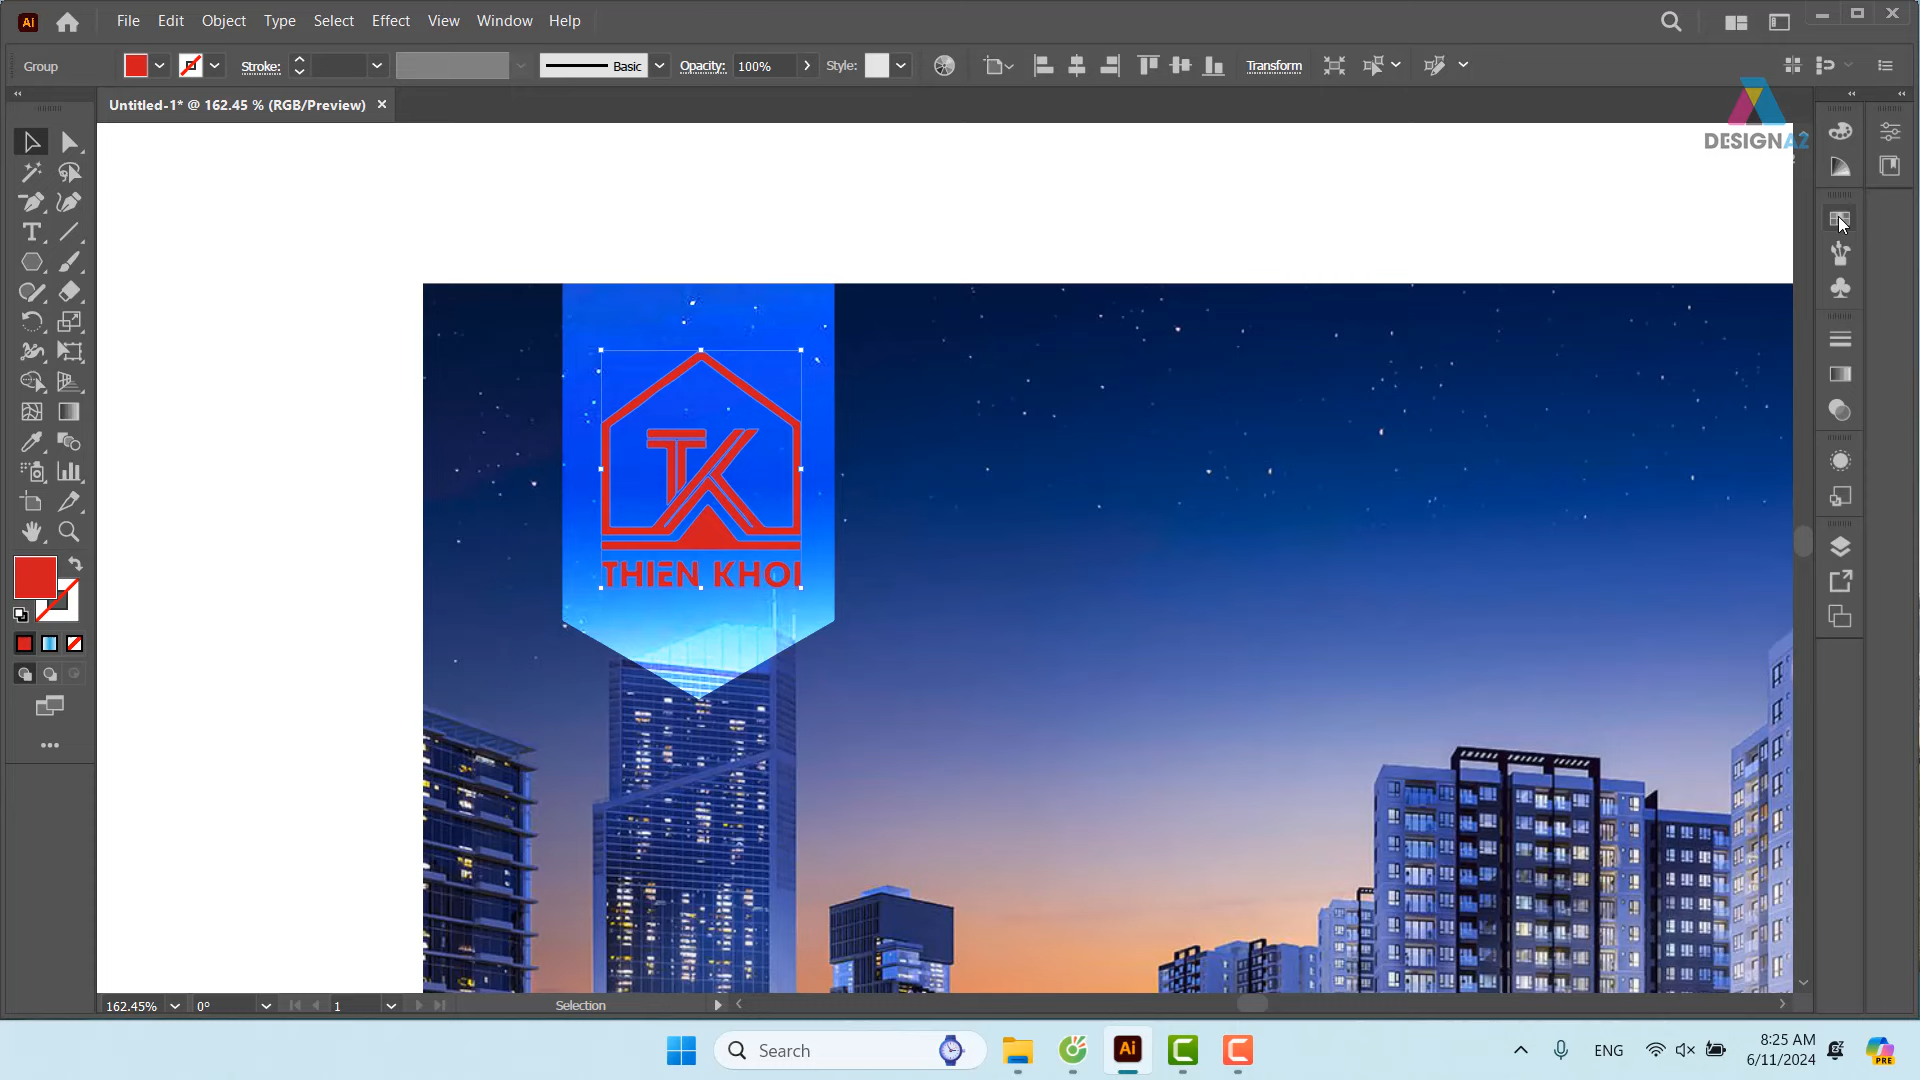 File Edit Object Type Select Effect View Window Help
Group Stroke: Basic Opacity: 100% Style: Transform
Untitled-1* @ 162.45 % (RGB/Preview)
DESIGNA2
TK
THIEN KHOI
162.45% 0° 1 Selection
Search
Ai
ENG
8:25 AM
6/11/2024
PRE